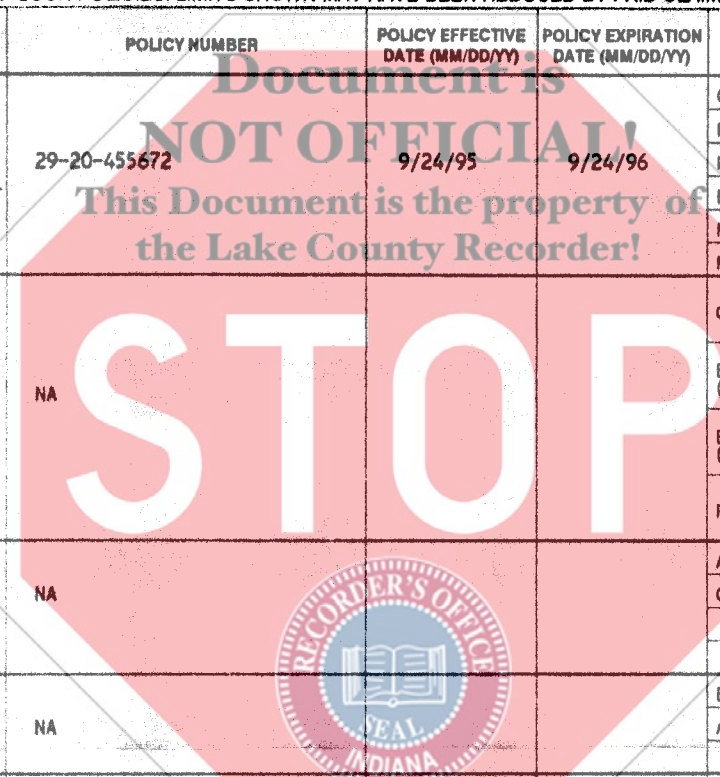 POLICY NUMBER
POLICY EFFECTIVE
DATE (MM/DD/YY)
POLICY EXPIRATION
DATE (MM/DD/YY)
Document is
NOT OFFICIAL!
29-20-455672
9/24/95
9/24/96
This Document is the property of
the Lake County Recorder!
STOP
NA
NA
RECORDER'S OFFICE
SEAL
INDIANA
NA